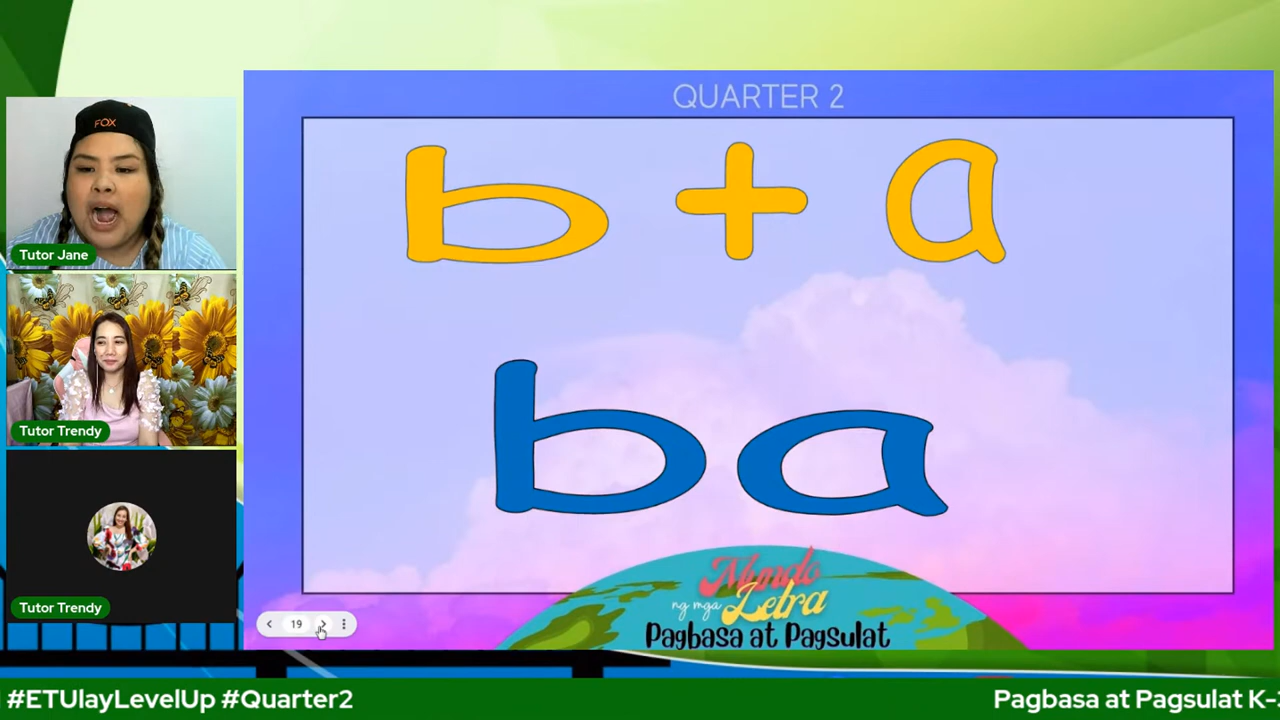 QUARTER 2
b + a
ba
FOX
Tutor Jane
Tutor Trendy
Tutor Trendy
19
Mundo
ng mga Letra
Pagbasa at Pagsulat
#ETUlayLevelUp #Quarter2
Pagbasa at Pagsulat K-